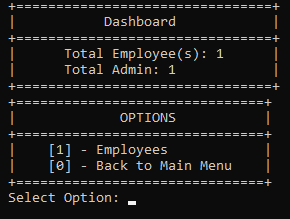 +==============================+
|          Dashboard           |
+==============================+
|     Total Employee(s): 1     |
|     Total Admin: 1           |
+==============================+
+=============================+
|           OPTIONS           |
+=============================+
|   [1] - Employees           |
|   [0] - Back to Main Menu   |
+=============================+
Select Option: _